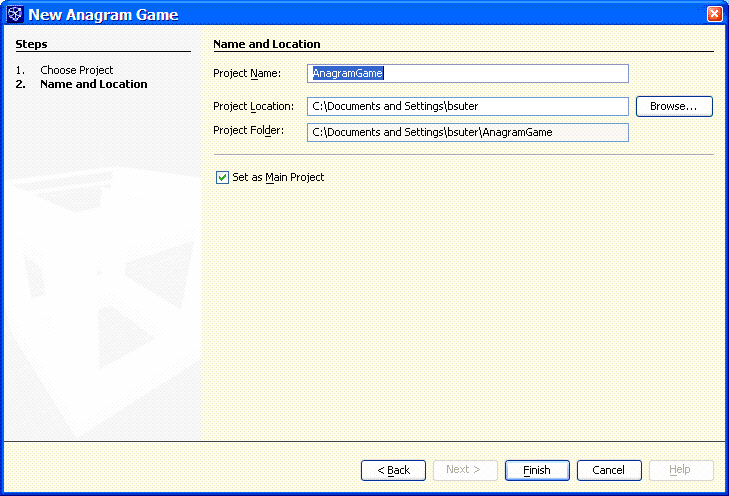 New Anagram Game
Steps
1. Choose Project
2. Name and Location
Name and Location
Project Name: AnagramGame
Project Location: C:\Documents and Settings\bsuter Browse...
Project Folder: C:\Documents and Settings\bsuter\AnagramGame
Set as Main Project
< Back Next > Finish Cancel Help